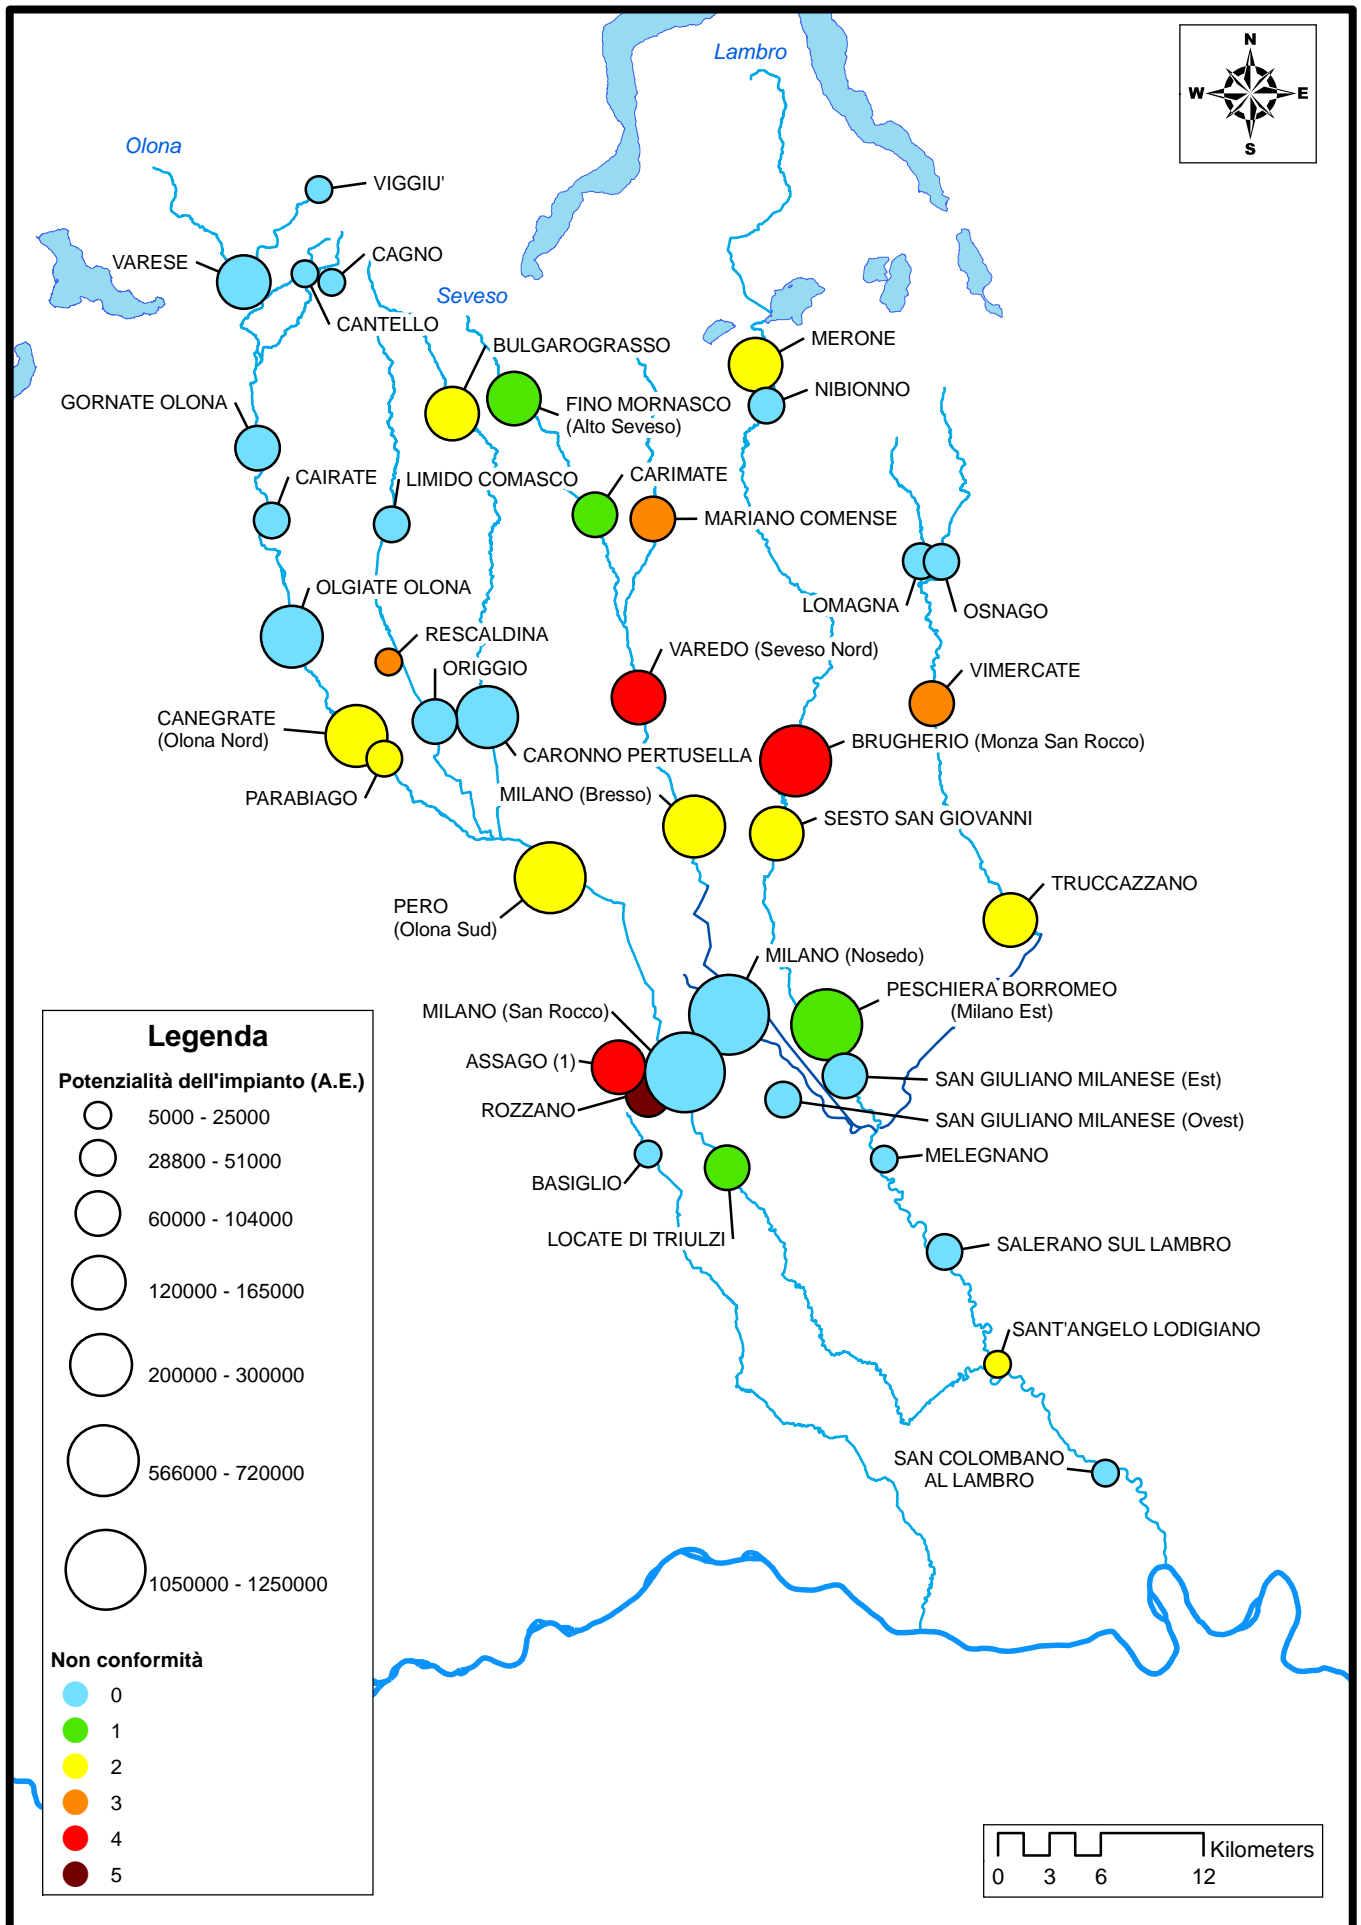 Lambro
N
W
E
S
Olona
VIGGIU'
VARESE
CAGNO
CANTELLO
Seveso
BULGAROGRASSO
MERONE
NIBIONNO
GORNATE OLONA
FINO MORNASCO
(Alto Seveso)
CAIRATE
LIMIDO COMASCO
CARIMATE
MARIANO COMENSE
OLGIATE OLONA
LOMAGNA
OSNAGO
RESCALDINA
ORIGGIO
VAREDO (Seveso Nord)
VIMERCATE
CANEGRATE
(Olona Nord)
BRUGHERIO (Monza San Rocco)
CARONNO PERTUSELLA
PARABIAGO
MILANO (Bresso)
SESTO SAN GIOVANNI
TRUCCAZZANO
PERO
(Olona Sud)
MILANO (Nosedo)
PESCHIERA BORROMEO
(Milano Est)
MILANO (San Rocco)
ASSAGO (1)
SAN GIULIANO MILANESE (Est)
ROZZANO
SAN GIULIANO MILANESE (Ovest)
MELEGNANO
BASIGLIO
LOCATE DI TRIULZI
SALERANO SUL LAMBRO
SANT'ANGELO LODIGIANO
SAN COLOMBANO
AL LAMBRO
Legenda
Potenzialità dell'impianto (A.E.)
5000 - 25000
28800 - 51000
60000 - 104000
120000 - 165000
200000 - 300000
566000 - 720000
1050000 - 1250000
Non conformità
0
1
2
3
4
5
Kilometers
0 3 6 12